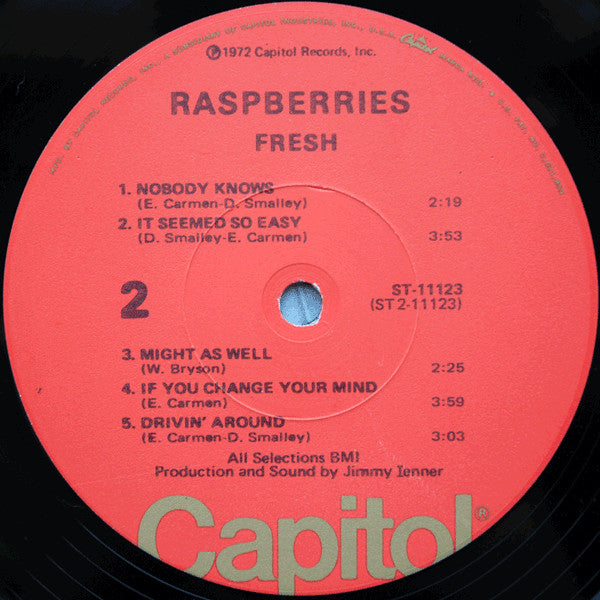 ℗1972 Capitol Records, Inc.
RASPBERRIES
FRESH
1. NOBODY KNOWS
(E. Carmen-D. Smalley) 2:19
2. IT SEEMED SO EASY
(D. Smalley-E. Carmen) 3:53
2
ST-11123
(ST2-11123)
3. MIGHT AS WELL
(W. Bryson) 2:25
4. IF YOU CHANGE YOUR MIND
(E. Carmen) 3:59
5. DRIVIN' AROUND
(E. Carmen-D. Smalley) 3:03
All Selections BMI
Production and Sound by Jimmy Ienner
Capitol®